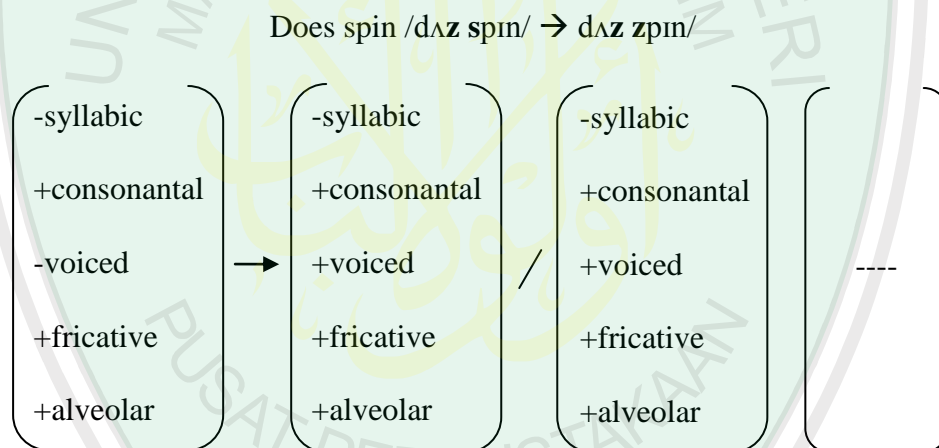 Does spin /dʌz spɪn/ → dʌz zpɪn/
-syllabic -syllabic -syllabic
+consonantal +consonantal +consonantal
-voiced → +voiced / +voiced ----
+fricative +fricative +fricative
+alveolar +alveolar +alveolar